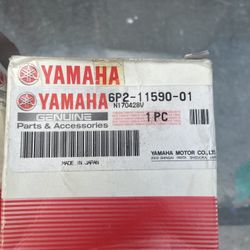 YAMAHA
YAMAHA 6P2-11590-01
N170428V
GENUINE
Parts & Accessories
1 PC
MADE IN JAPAN
YAMAHA MOTOR CO., LTD.